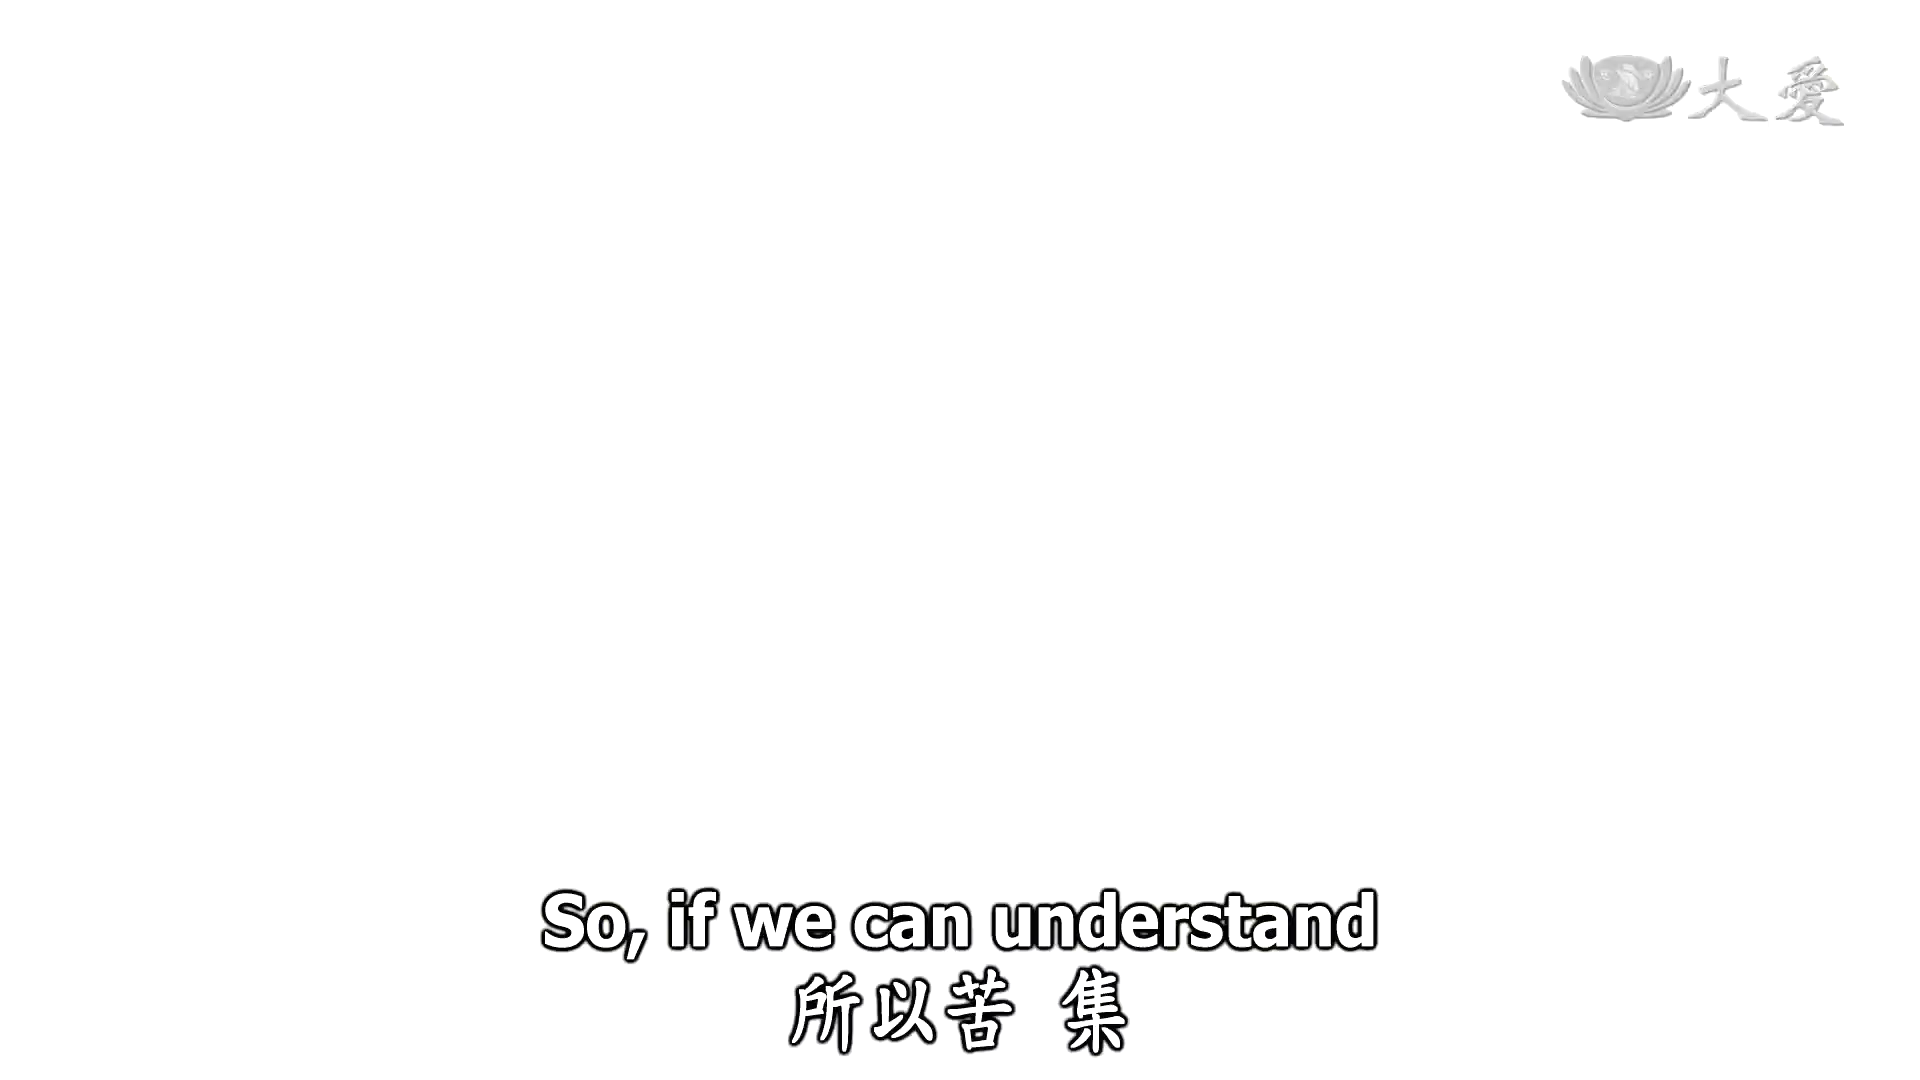 大愛
So, if we can understand
所以苦 集